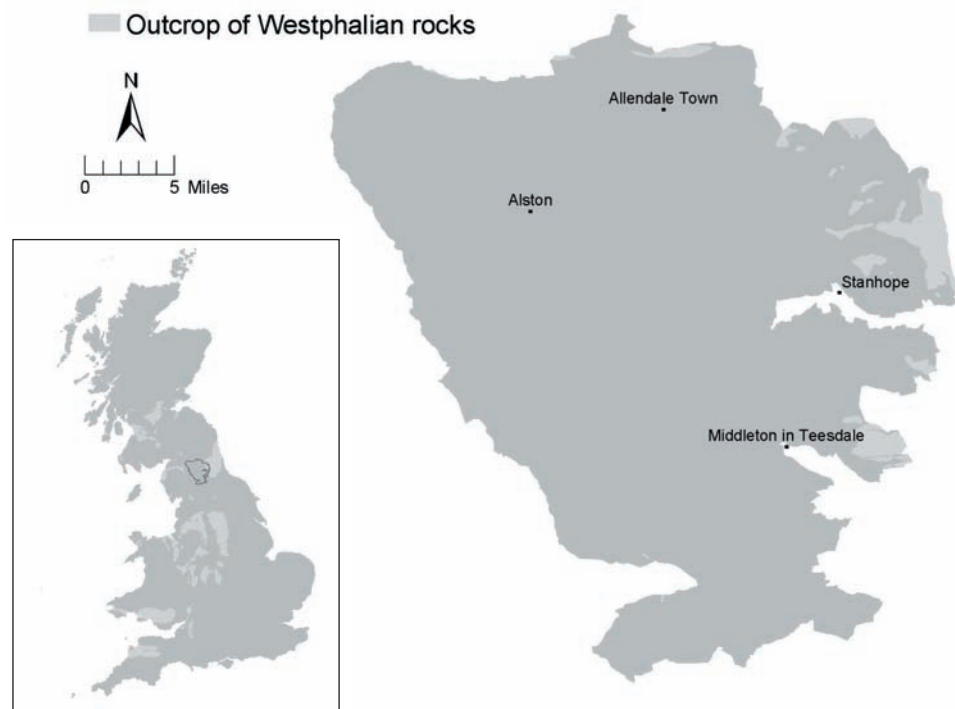 Outcrop of Westphalian rocks
N
0 5 Miles
Allendale Town
Alston
Stanhope
Middleton in Teesdale